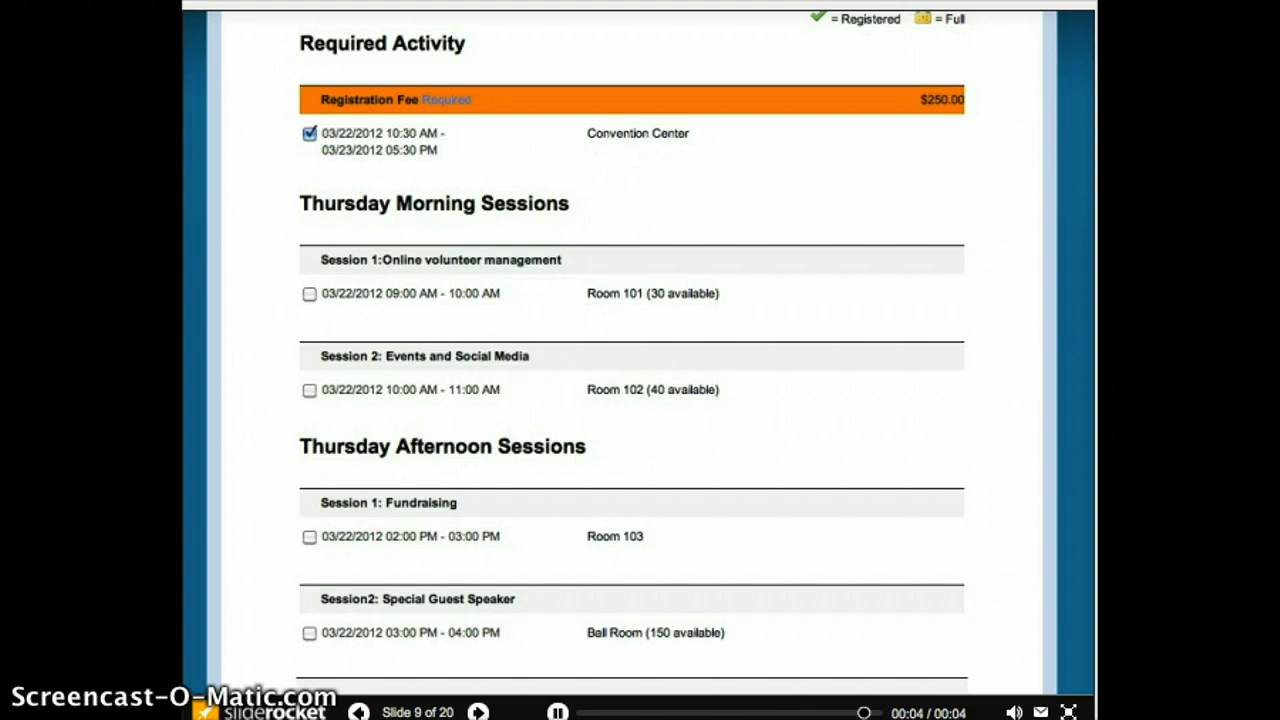 = Registered = Full
Required Activity
Registration Fee Required $250.00
03/22/2012 10:30 AM - Convention Center
03/23/2012 05:30 PM
Thursday Morning Sessions
Session 1:Online volunteer management
03/22/2012 09:00 AM - 10:00 AM Room 101 (30 available)
Session 2: Events and Social Media
03/22/2012 10:00 AM - 11:00 AM Room 102 (40 available)
Thursday Afternoon Sessions
Session 1: Fundraising
03/22/2012 02:00 PM - 03:00 PM Room 103
Session2: Special Guest Speaker
03/22/2012 03:00 PM - 04:00 PM Ball Room (150 available)
Screencast-O-Matic.com
sliderocket Slide 9 of 20 00:04 / 00:04